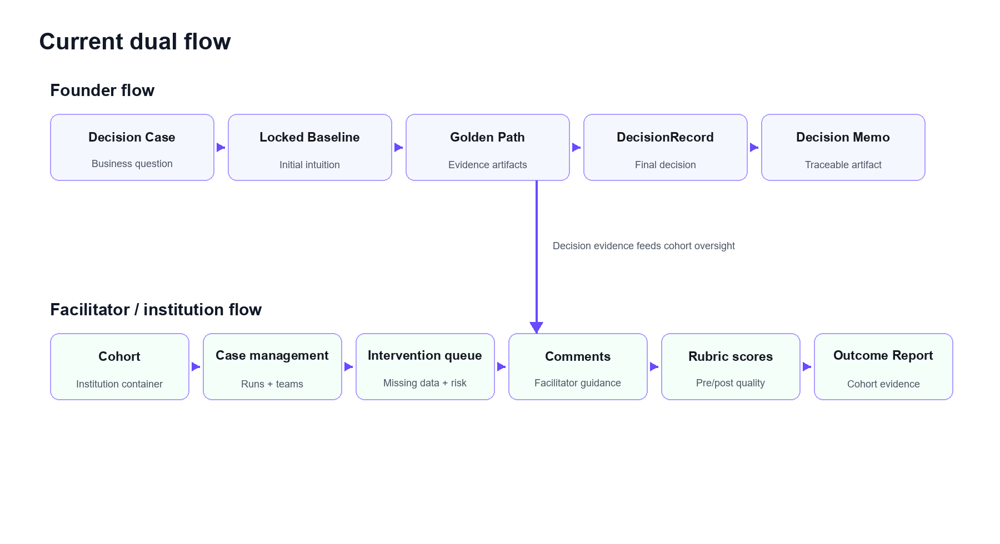 Current dual flow
Founder flow
Decision Case
Business question
Locked Baseline
Initial intuition
Golden Path
Evidence artifacts
DecisionRecord
Final decision
Decision Memo
Traceable artifact
Decision evidence feeds cohort oversight
Facilitator / institution flow
Cohort
Institution container
Case management
Runs + teams
Intervention queue
Missing data + risk
Comments
Facilitator guidance
Rubric scores
Pre/post quality
Outcome Report
Cohort evidence